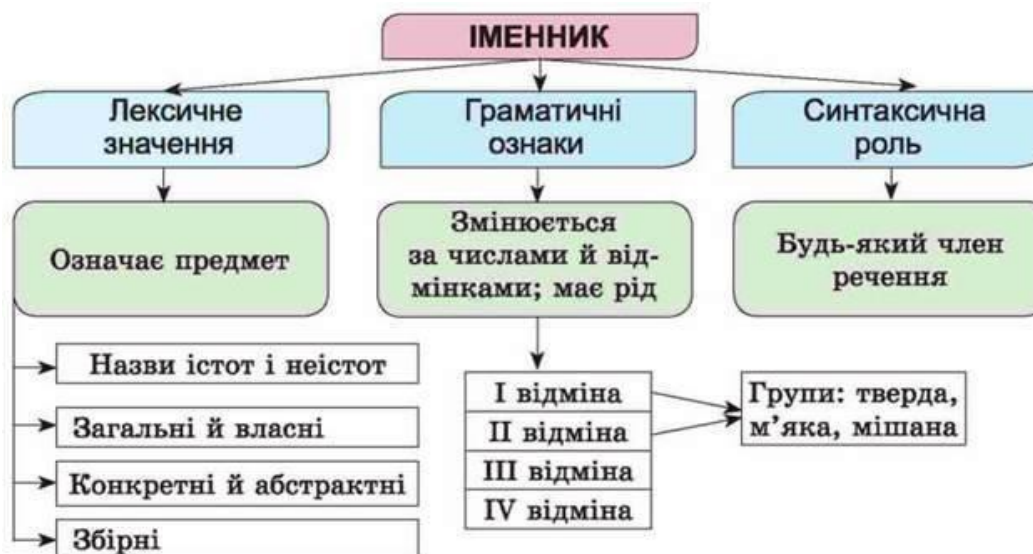 ІМЕННИК
Лексичне
значення
Граматичні
ознаки
Синтаксична
роль
Означає предмет
Змінюється
за числами й від-
мінками; має рід
Будь-який член
речення
Назви істот і неістот
Загальні й власні
Конкретні й абстрактні
Збірні
І відміна
ІІ відміна
ІІІ відміна
IV відміна
Групи: тверда,
м’яка, мішана